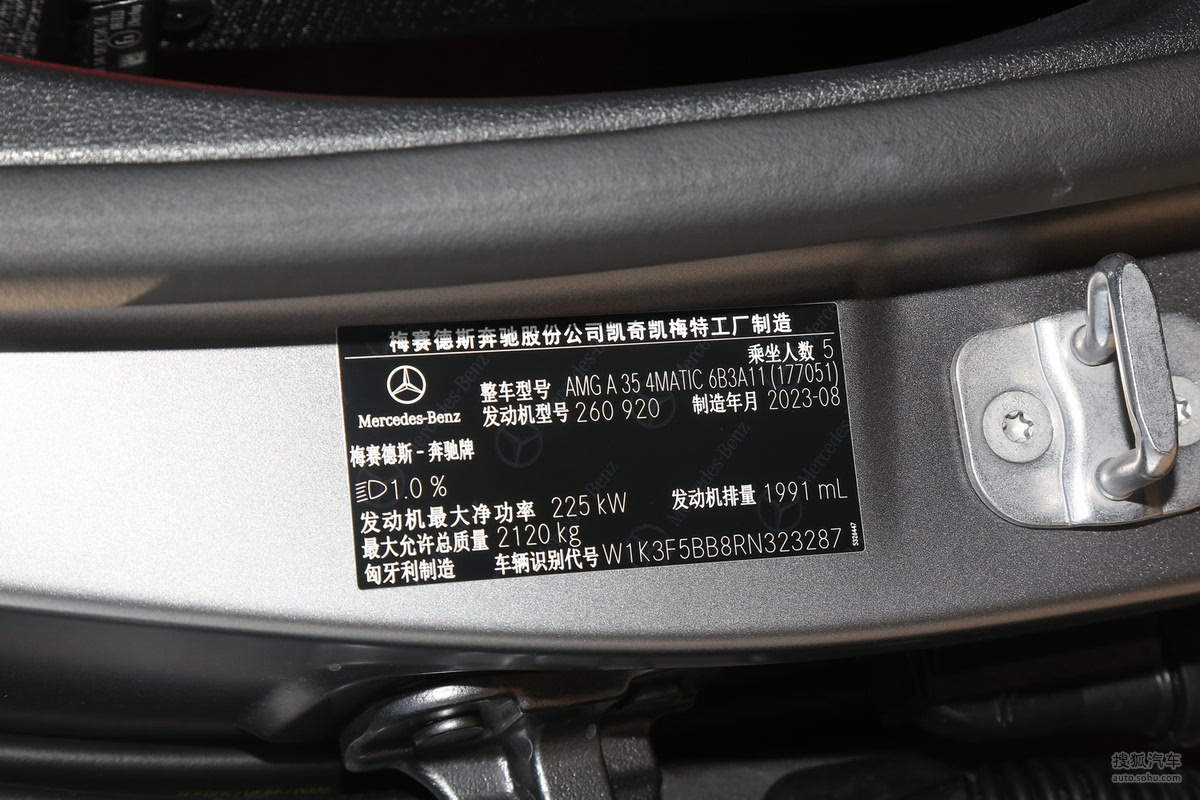 梅赛德斯奔驰股份公司凯奇凯梅特工厂制造
乘坐人数 5
Mercedes-Benz
整车型号 AMG A 35 4MATIC 6B3A11 (177051)
发动机型号 260 920 制造年月 2023-08
梅赛德斯 - 奔驰牌
1.0 %
发动机最大净功率 225 kW 发动机排量 1991 mL
最大允许总质量 2120 kg
匈牙利制造 车辆识别代号 W1K3F5BB8RN323287
搜狐汽车
auto.sohu.com